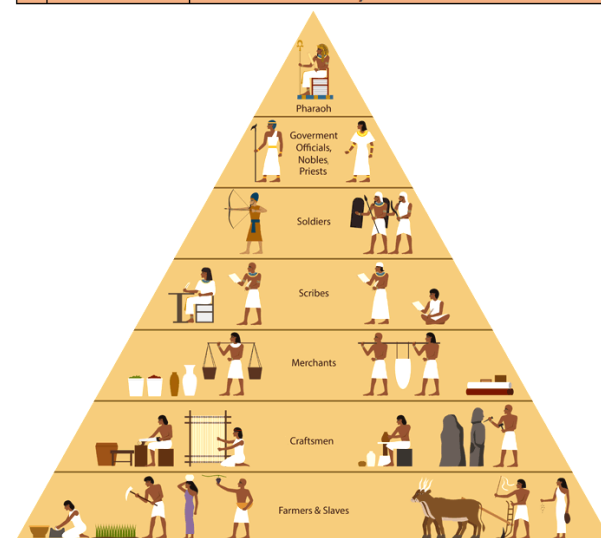 Pharaoh
Goverment
Officials,
Nobles,
Priests
Soldiers
Scribes
Merchants
Craftsmen
Farmers & Slaves